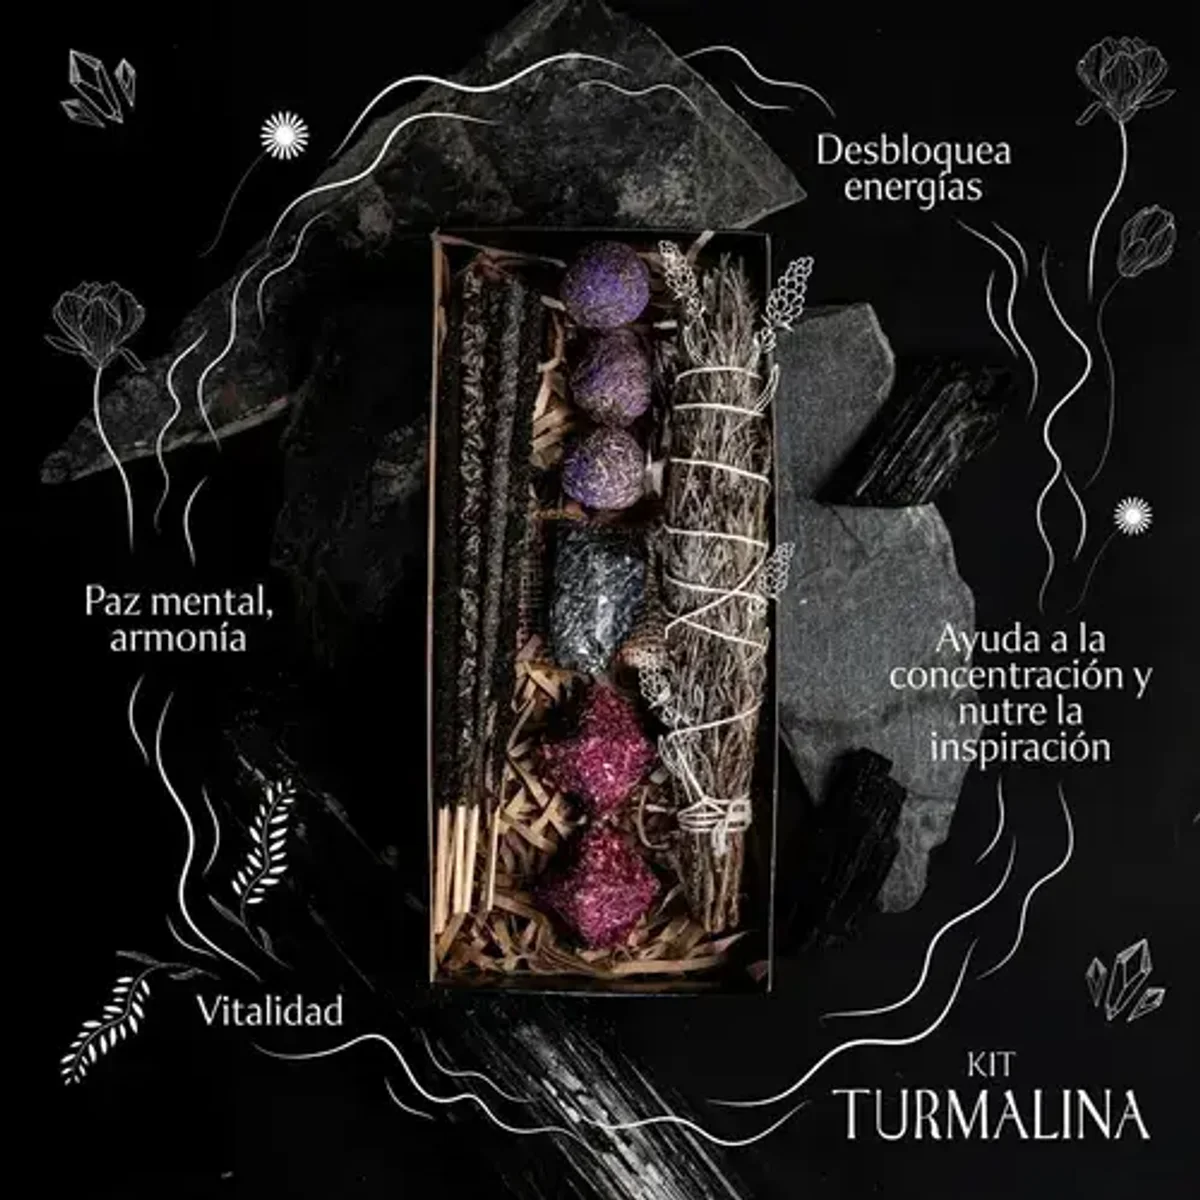 Desbloquea
energías
Paz mental,
armonía
Ayuda a la
concentración y
nutre la
inspiración
Vitalidad
KIT
TURMALINA